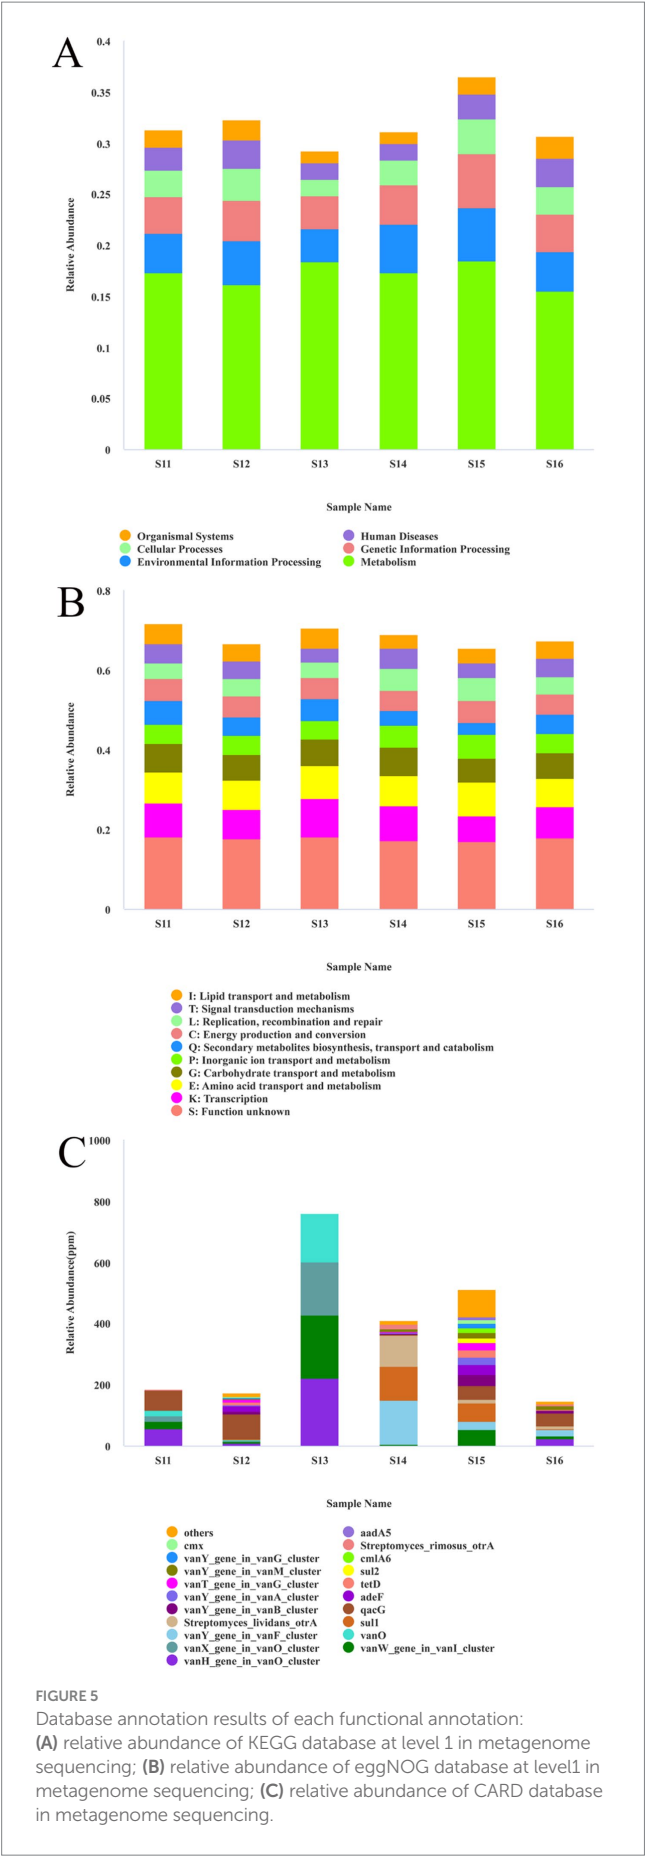 A
0.4
0.35
0.3
0.25
0.2
0.15
0.1
0.05
0
Relative Abundance
S11 S12 S13 S14 S15 S16
Sample Name
Organismal Systems Human Diseases
Cellular Processes Genetic Information Processing
Environmental Information Processing Metabolism
B
0.8
0.6
0.4
0.2
0
Relative Abundance
S11 S12 S13 S14 S15 S16
Sample Name
I: Lipid transport and metabolism
T: Signal transduction mechanisms
L: Replication, recombination and repair
C: Energy production and conversion
Q: Secondary metabolites biosynthesis, transport and catabolism
P: Inorganic ion transport and metabolism
G: Carbohydrate transport and metabolism
E: Amino acid transport and metabolism
K: Transcription
S: Function unknown
C
1000
800
600
400
200
0
Relative Abundance(ppm)
S11 S12 S13 S14 S15 S16
Sample Name
others aadA5
cmx Streptomyces_rimosus_otrA
vanY_gene_in_vanG_cluster cmlA6
vanY_gene_in_vanM_cluster sul2
vanT_gene_in_vanG_cluster tetD
vanY_gene_in_vanA_cluster adeF
vanY_gene_in_vanB_cluster qacG
Streptomyces_lividans_otrA sul1
vanY_gene_in_vanF_cluster vanO
vanX_gene_in_vanO_cluster vanW_gene_in_vanI_cluster
vanH_gene_in_vanO_cluster
FIGURE 5
Database annotation results of each functional annotation:
(A) relative abundance of KEGG database at level 1 in metagenome
sequencing; (B) relative abundance of eggNOG database at level1 in
metagenome sequencing; (C) relative abundance of CARD database
in metagenome sequencing.